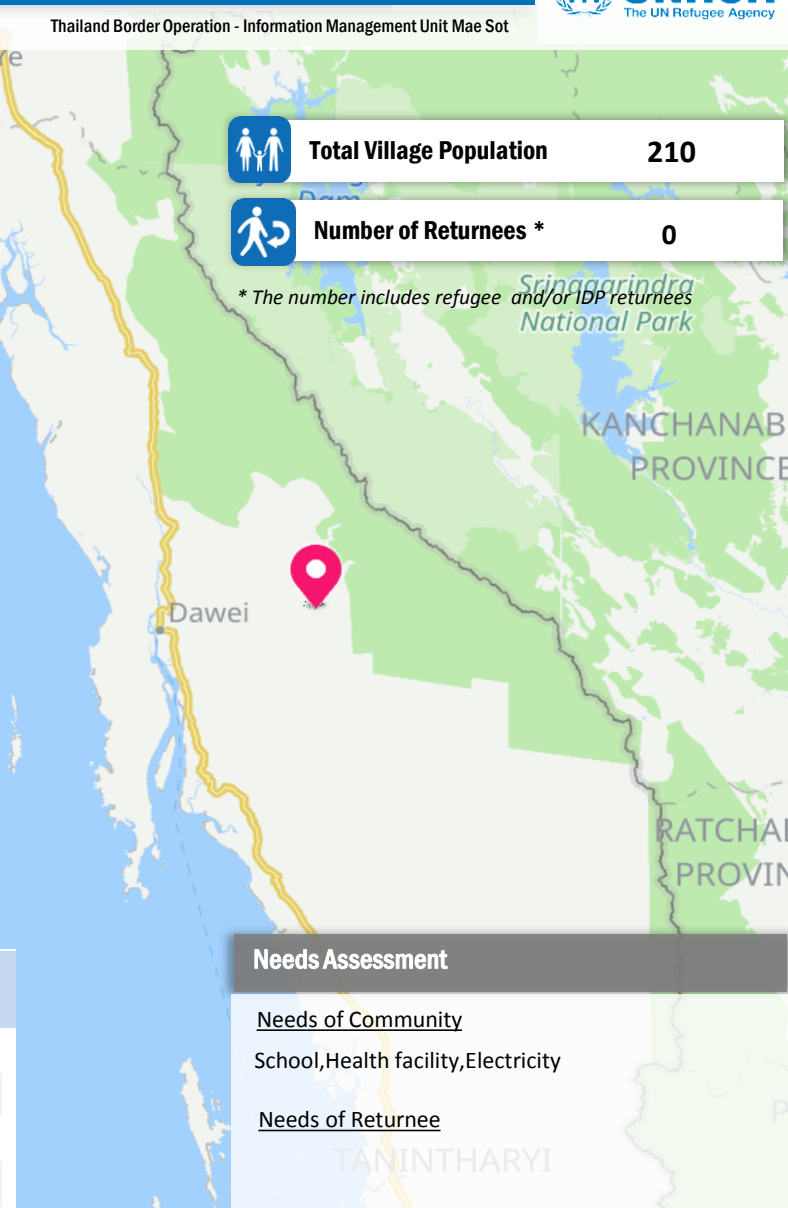 The UN Refugee Agency
Thailand Border Operation - Information Management Unit Mae Sot
Total Village Population 210
Number of Returnees * 0
* The number includes refugee and/or IDP returnees
Srinagarindra
National Park
KANCHANAB
PROVINCE
Dawei
RATCHA
PROVIN
Needs Assessment
Needs of Community
School,Health facility,Electricity
Needs of Returnee
TANINTHARYI